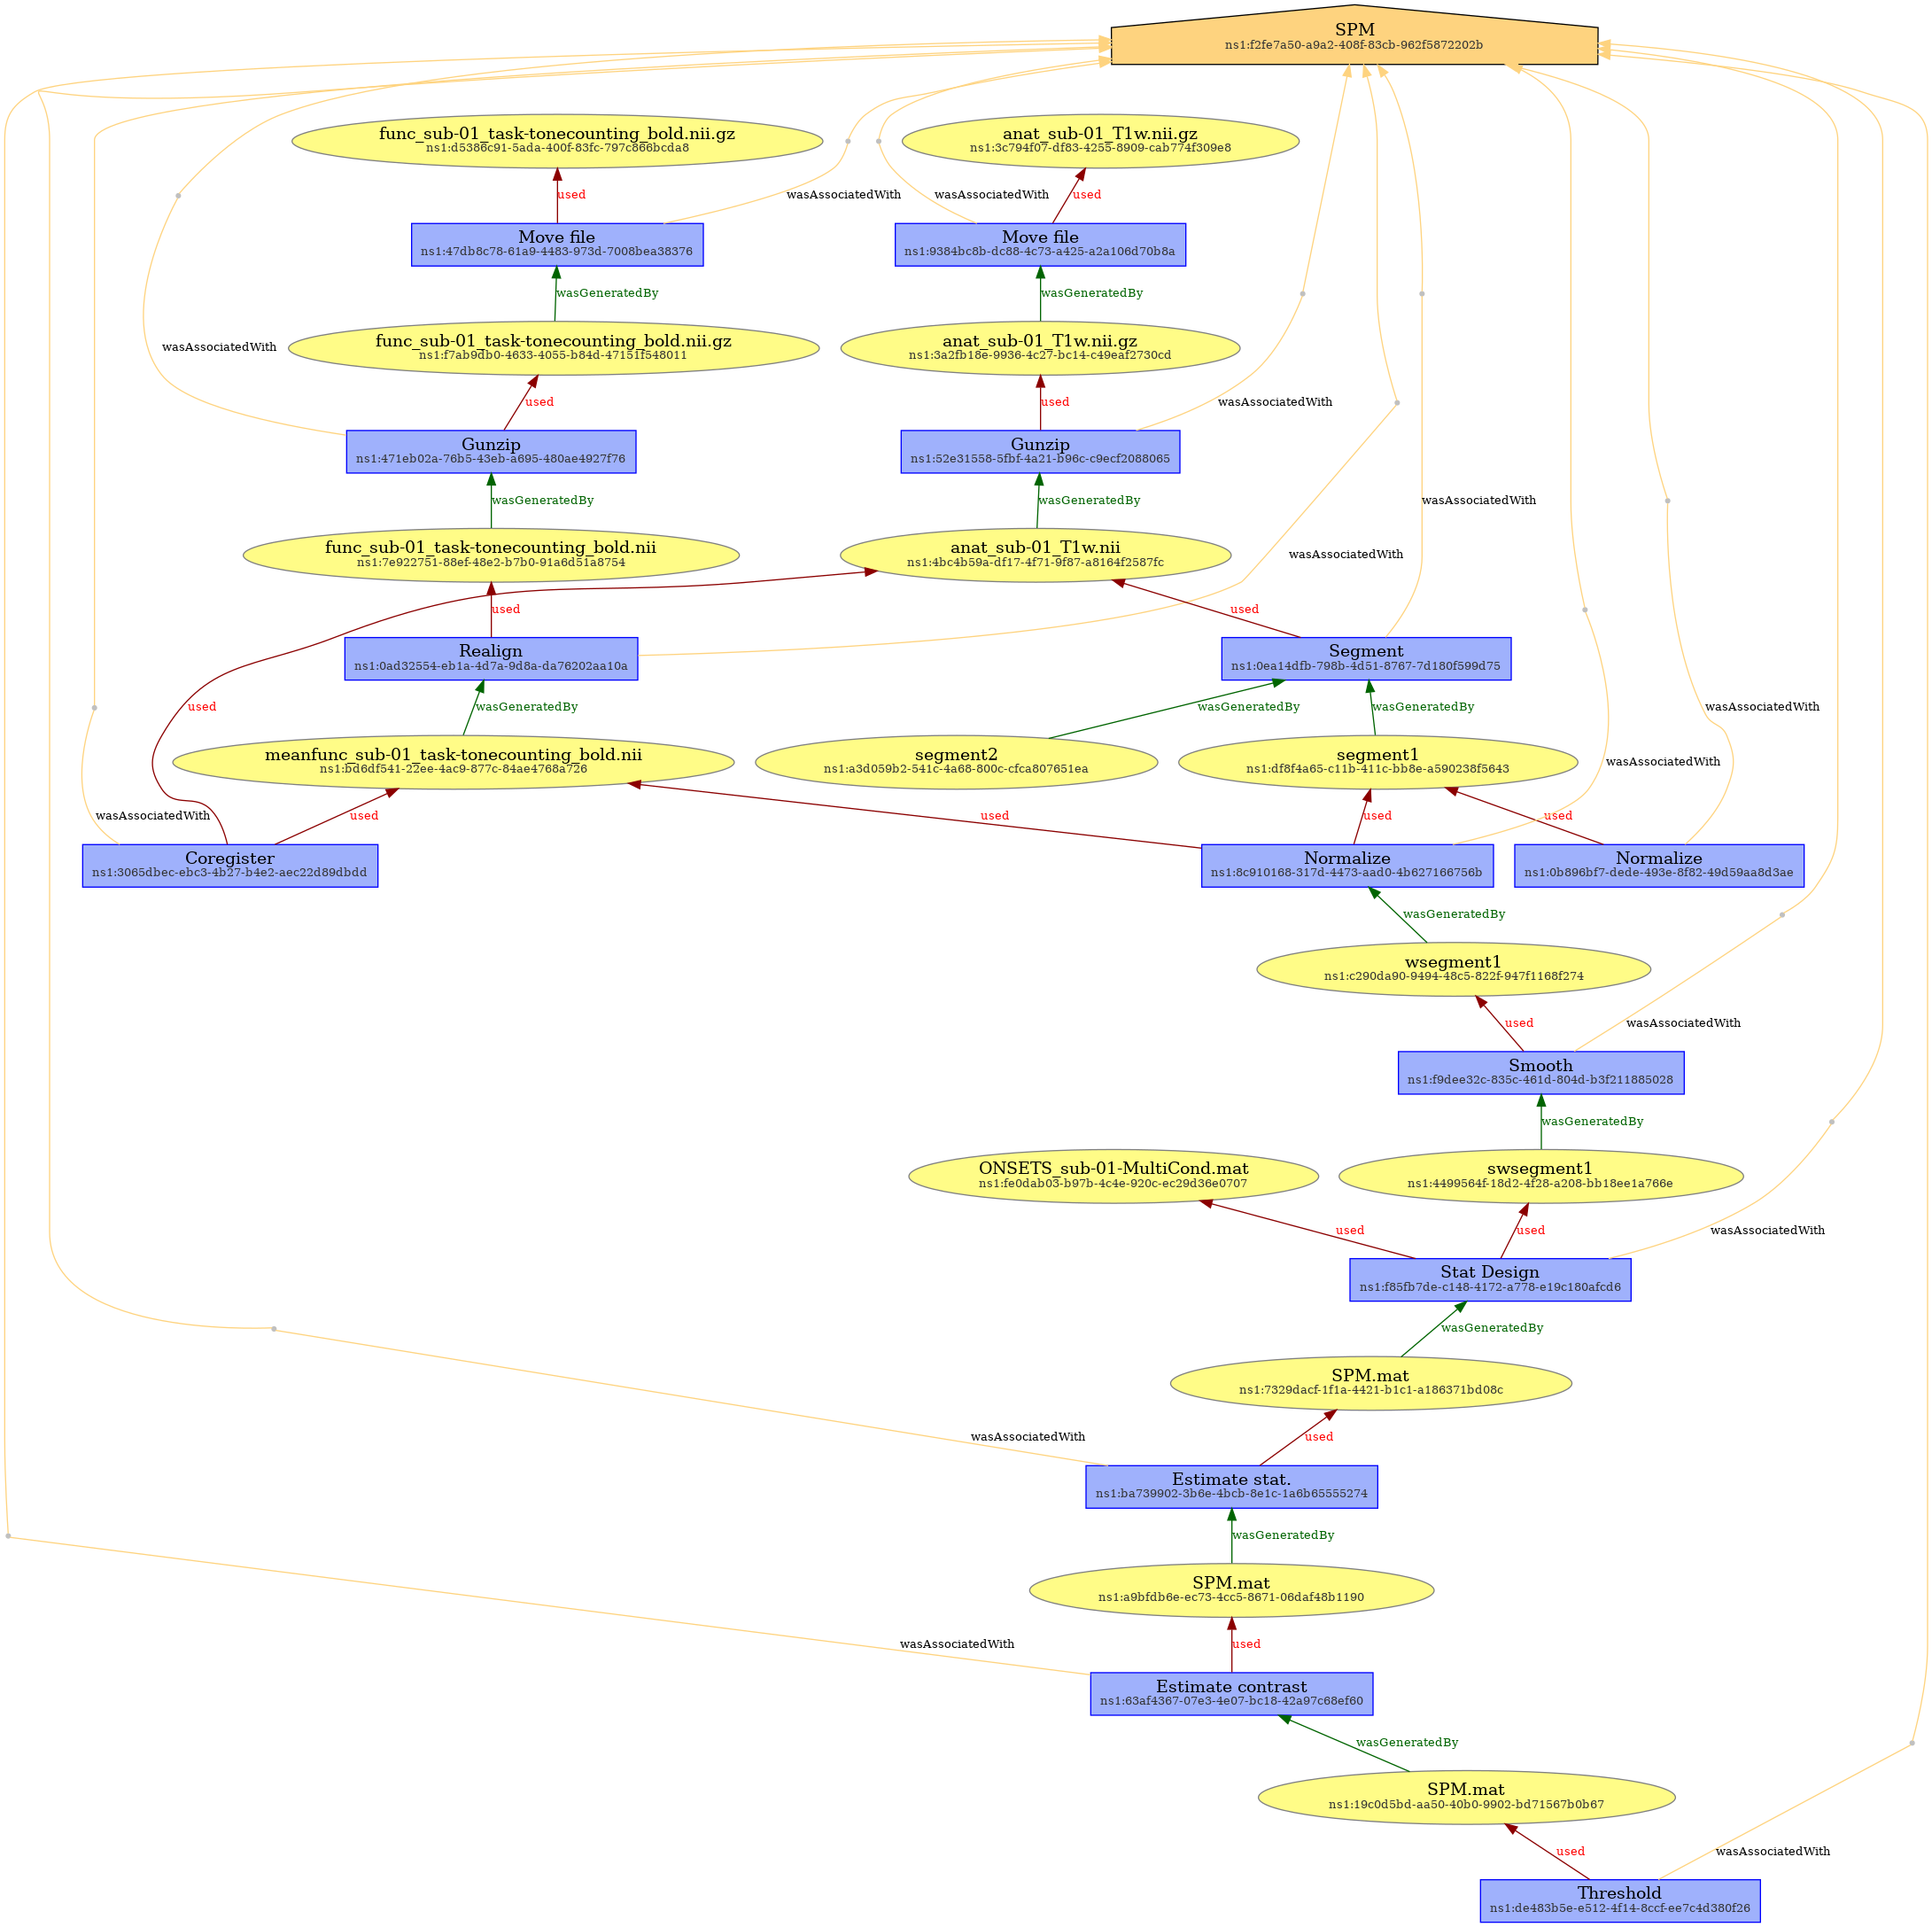 SPM
ns1:f2fe7a50-a9a2-408f-83cb-962f5872202b
func_sub-01_task-tonecounting_bold.nii.gz
ns1:d5386c91-5ada-400f-83fc-797c866bcda8
anat_sub-01_T1w.nii.gz
ns1:3c794f07-df83-4255-8909-cab774f309e8
used
wasAssociatedWith
wasAssociatedWith
used
Move file
ns1:47db8c78-61a9-4483-973d-7008bea38376
Move file
ns1:9384bc8b-dc88-4c73-a425-a2a106d70b8a
wasGeneratedBy
wasGeneratedBy
func_sub-01_task-tonecounting_bold.nii.gz
ns1:f7ab9db0-4633-4055-b84d-47151f548011
anat_sub-01_T1w.nii.gz
ns1:3a2fb18e-9936-4c27-bc14-c49eaf2730cd
wasAssociatedWith
used
used
wasAssociatedWith
Gunzip
ns1:471eb02a-76b5-43eb-a695-480ae4927f76
Gunzip
ns1:52e31558-5fbf-4a21-b96c-c9ecf2088065
wasGeneratedBy
wasGeneratedBy
wasAssociatedWith
func_sub-01_task-tonecounting_bold.nii
ns1:7e922751-88ef-48e2-b7b0-91a6d51a8754
anat_sub-01_T1w.nii
ns1:4bc4b59a-df17-4f71-9f87-a8164f2587fc
wasAssociatedWith
used
used
Realign
ns1:0ad32554-eb1a-4d7a-9d8a-da76202aa10a
Segment
ns1:0ea14dfb-798b-4d51-8767-7d180f599d75
used
wasGeneratedBy
wasGeneratedBy
wasGeneratedBy
wasAssociatedWith
meanfunc_sub-01_task-tonecounting_bold.nii
ns1:bd6df541-22ee-4ac9-877c-84ae4768a726
segment2
ns1:a3d059b2-541c-4a68-800c-cfca807651ea
segment1
ns1:df8f4a65-c11b-411c-bb8e-a590238f5643
wasAssociatedWith
wasAssociatedWith
used
used
used
used
Coregister
ns1:3065dbec-ebc3-4b27-b4e2-aec22d89dbdd
Normalize
ns1:8c910168-317d-4473-aad0-4b627166756b
Normalize
ns1:0b896bf7-dede-493e-8f82-49d59aa8d3ae
wasGeneratedBy
wsegment1
ns1:c290da90-9494-48c5-822f-947f1168f274
used
wasAssociatedWith
Smooth
ns1:f9dee32c-835c-461d-804d-b3f211885028
wasGeneratedBy
ONSETS_sub-01-MultiCond.mat
ns1:fe0dab03-b97b-4c4e-920c-ec29d36e0707
swsegment1
ns1:4499564f-18d2-4f28-a208-bb18ee1a766e
used
used
wasAssociatedWith
Stat Design
ns1:f85fb7de-c148-4172-a778-e19c180afcd6
wasGeneratedBy
SPM.mat
ns1:7329dacf-1f1a-4421-b1c1-a186371bd08c
wasAssociatedWith
used
Estimate stat.
ns1:ba739902-3b6e-4bcb-8e1c-1a6b65555274
wasGeneratedBy
SPM.mat
ns1:a9bfdb6e-ec73-4cc5-8671-06daf48b1190
wasAssociatedWith
used
Estimate contrast
ns1:63af4367-07e3-4e07-bc18-42a97c68ef60
wasGeneratedBy
SPM.mat
ns1:19c0d5bd-aa50-40b0-9902-bd71567b0b67
used
wasAssociatedWith
Threshold
ns1:de483b5e-e512-4f14-8ccf-ee7c4d380f26